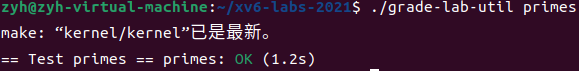 zyh@zyh-virtual-machine:~/xv6-labs-2021$ ./grade-lab-util primes
make: “kernel/kernel”已是最新。
== Test primes == primes: OK (1.2s)